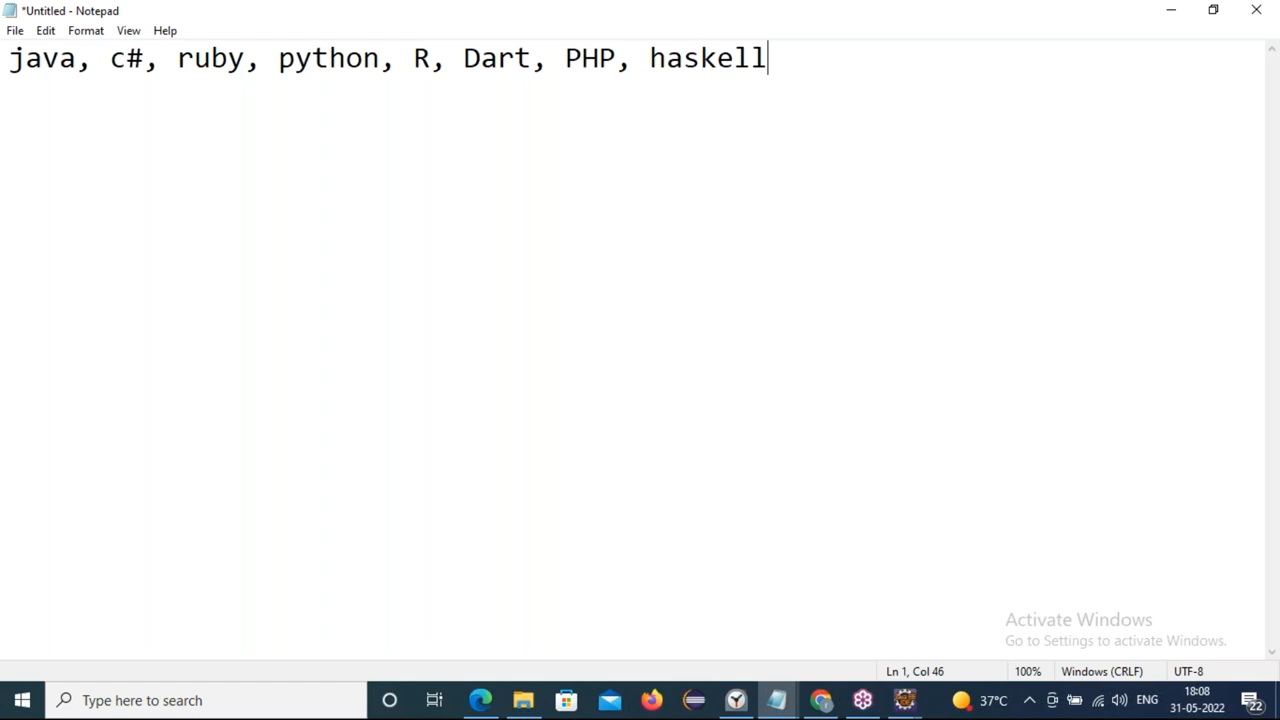 *Untitled - Notepad
File Edit Format View Help
java, c#, ruby, python, R, Dart, PHP, haskell
Activate Windows
Go to Settings to activate Windows.
Ln 1, Col 46 100% Windows (CRLF) UTF-8
Type here to search 37°C ENG 18:08
31-05-2022 22